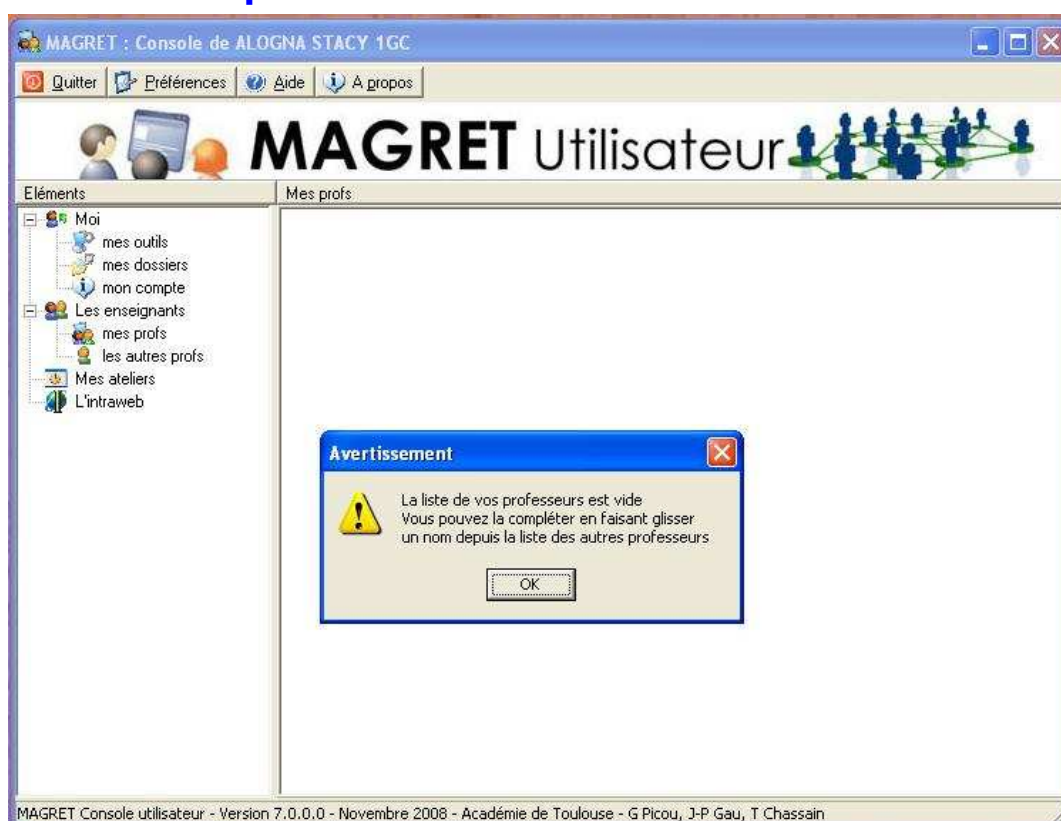 MAGRET : Console de ALOGNA STACY 1GC
Quitter Préférences Aide A propos
MAGRET Utilisateur
Eléments Mes profs
Moi
mes outils
mes dossiers
mon compte
Les enseignants
mes profs
les autres profs
Mes ateliers
L'intraweb
Avertissement
La liste de vos professeurs est vide
Vous pouvez la compléter en faisant glisser
un nom depuis la liste des autres professeurs
OK
MAGRET Console utilisateur - Version 7.0.0.0 - Novembre 2008 - Académie de Toulouse - G Picou, J-P Gau, T Chassain